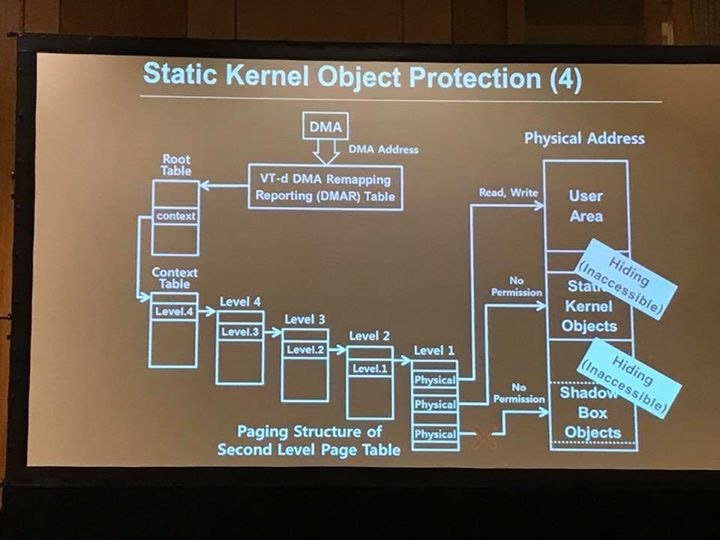 Static Kernel Object Protection (4)
DMA
DMA Address
Physical Address
Root
Table
VT-d DMA Remapping
Reporting (DMAR) Table
context
Read, Write
User
Area
Context
Table
Level.4
Level 4
Level.3
Level 3
Level.2
Level 2
Level.1
Level 1
Physical
Physical
Physical
No
Permission
Hiding
(Inaccessible)
Kernel
Objects
No
Permission
Hiding
(Inaccessible)
Shadow
Box
Objects
Paging Structure of
Second Level Page Table